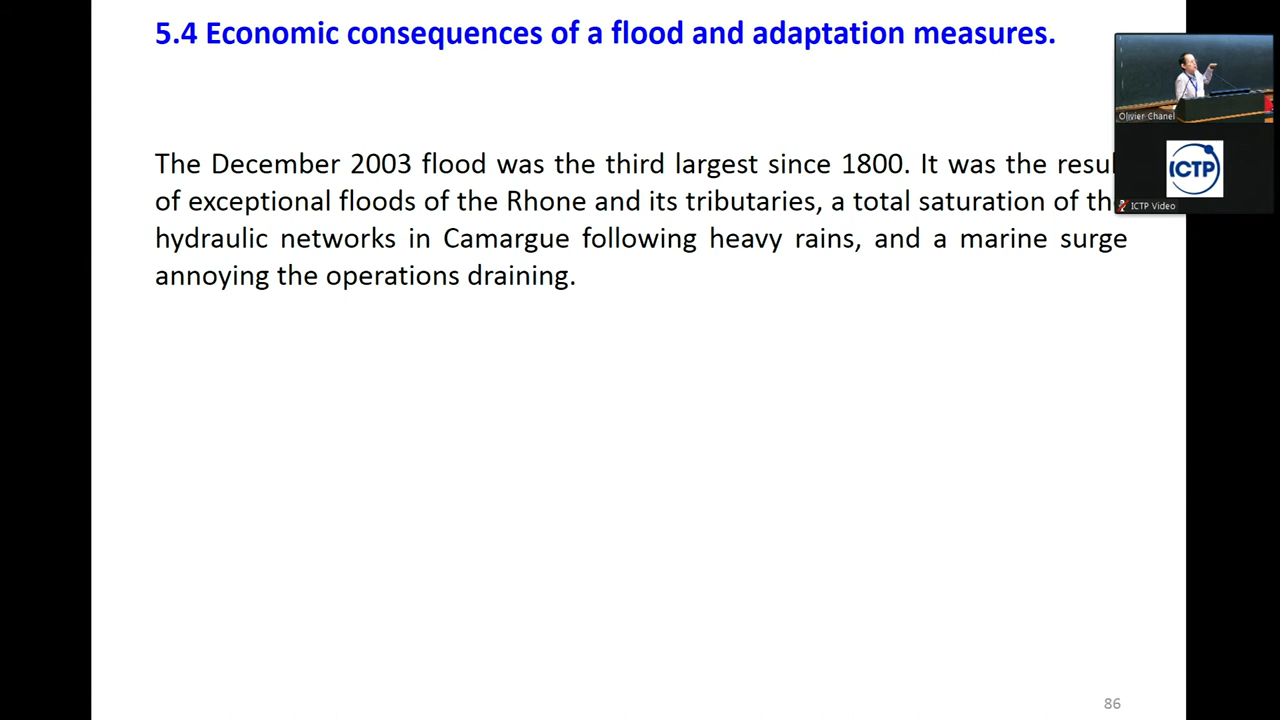 5.4 Economic consequences of a flood and adaptation measures.
The December 2003 flood was the third largest since 1800. It was the resul
of exceptional floods of the Rhone and its tributaries, a total saturation of th
hydraulic networks in Camargue following heavy rains, and a marine surge
annoying the operations draining.
Olivier Chanel
ICTP
ICTP Video
86